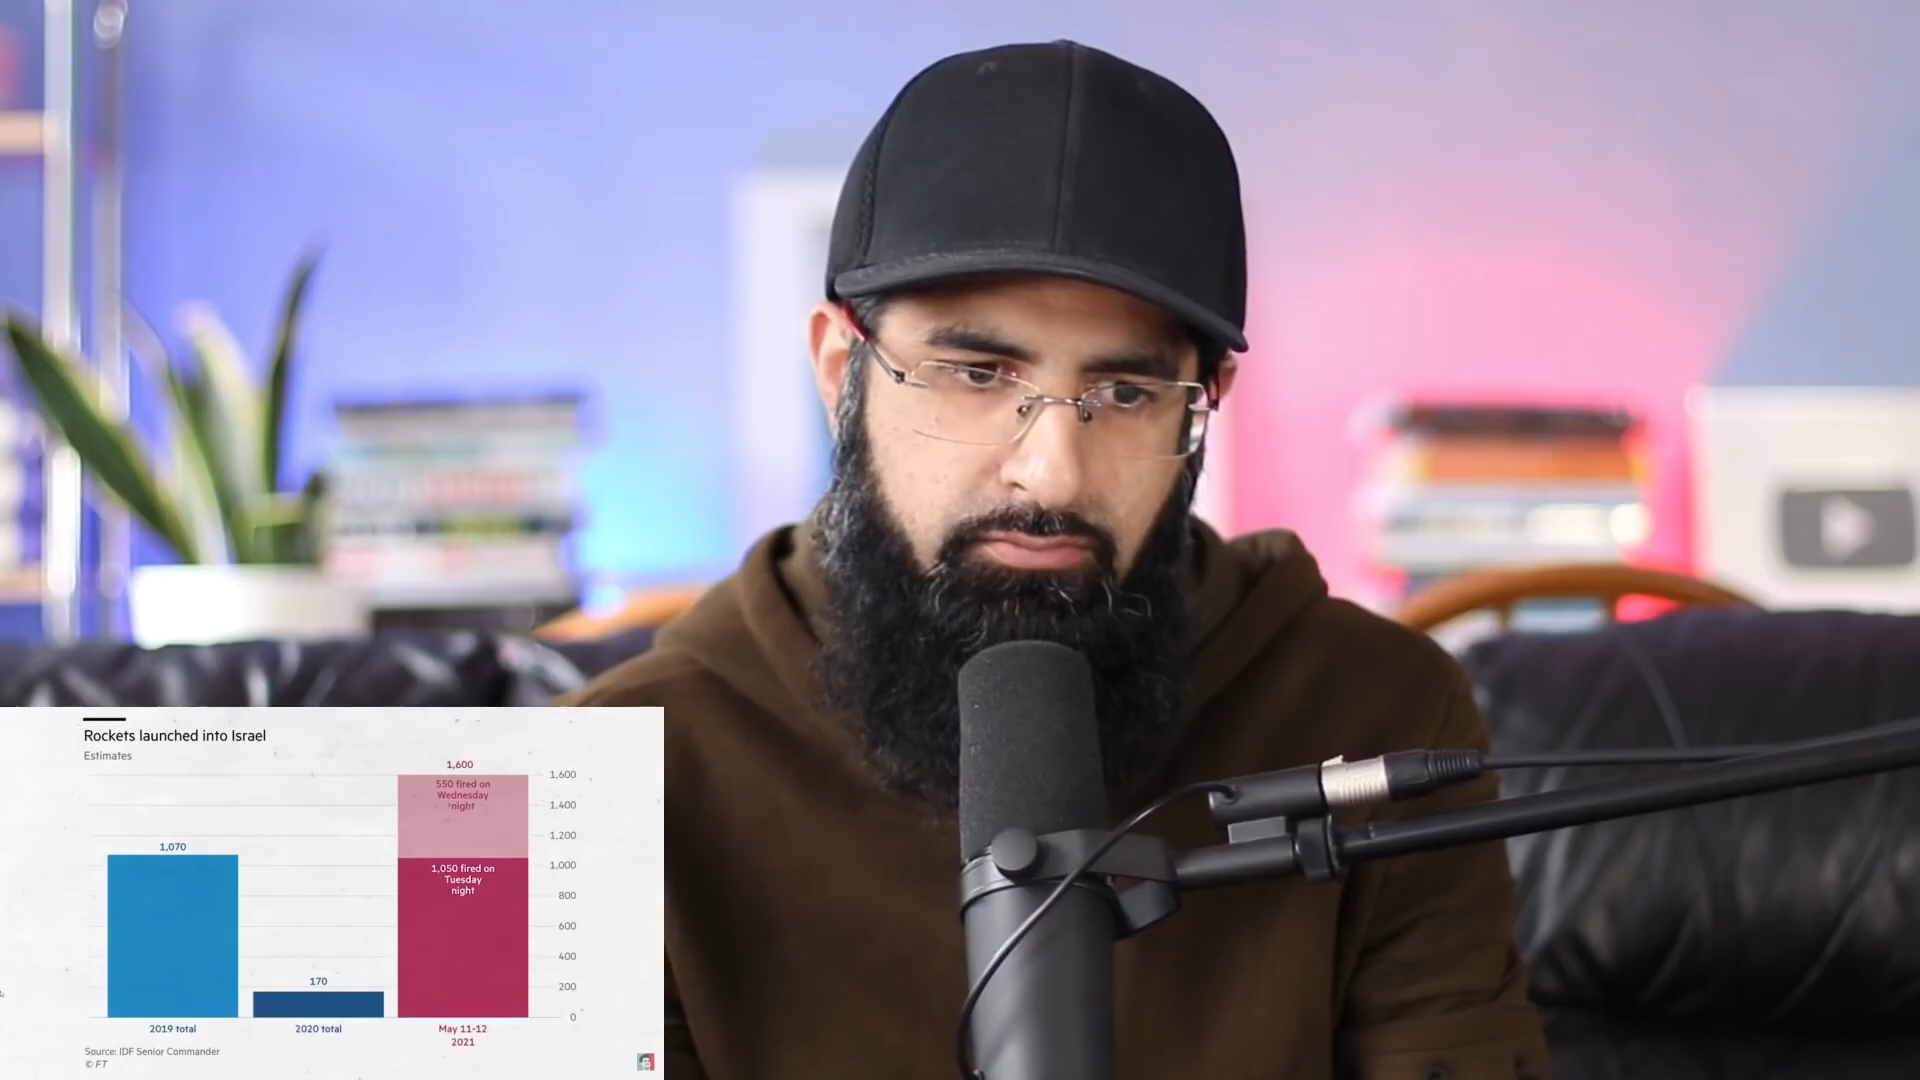 Rockets launched into Israel
Estimates
1,600
1,600
550 fired on
Wednesday
night
1,400
1,200
1,070
1,000
1,050 fired on
Tuesday
night
800
600
400
170
200
0
2019 total
2020 total
May 11-12
2021
Source: IDF Senior Commander
© FT